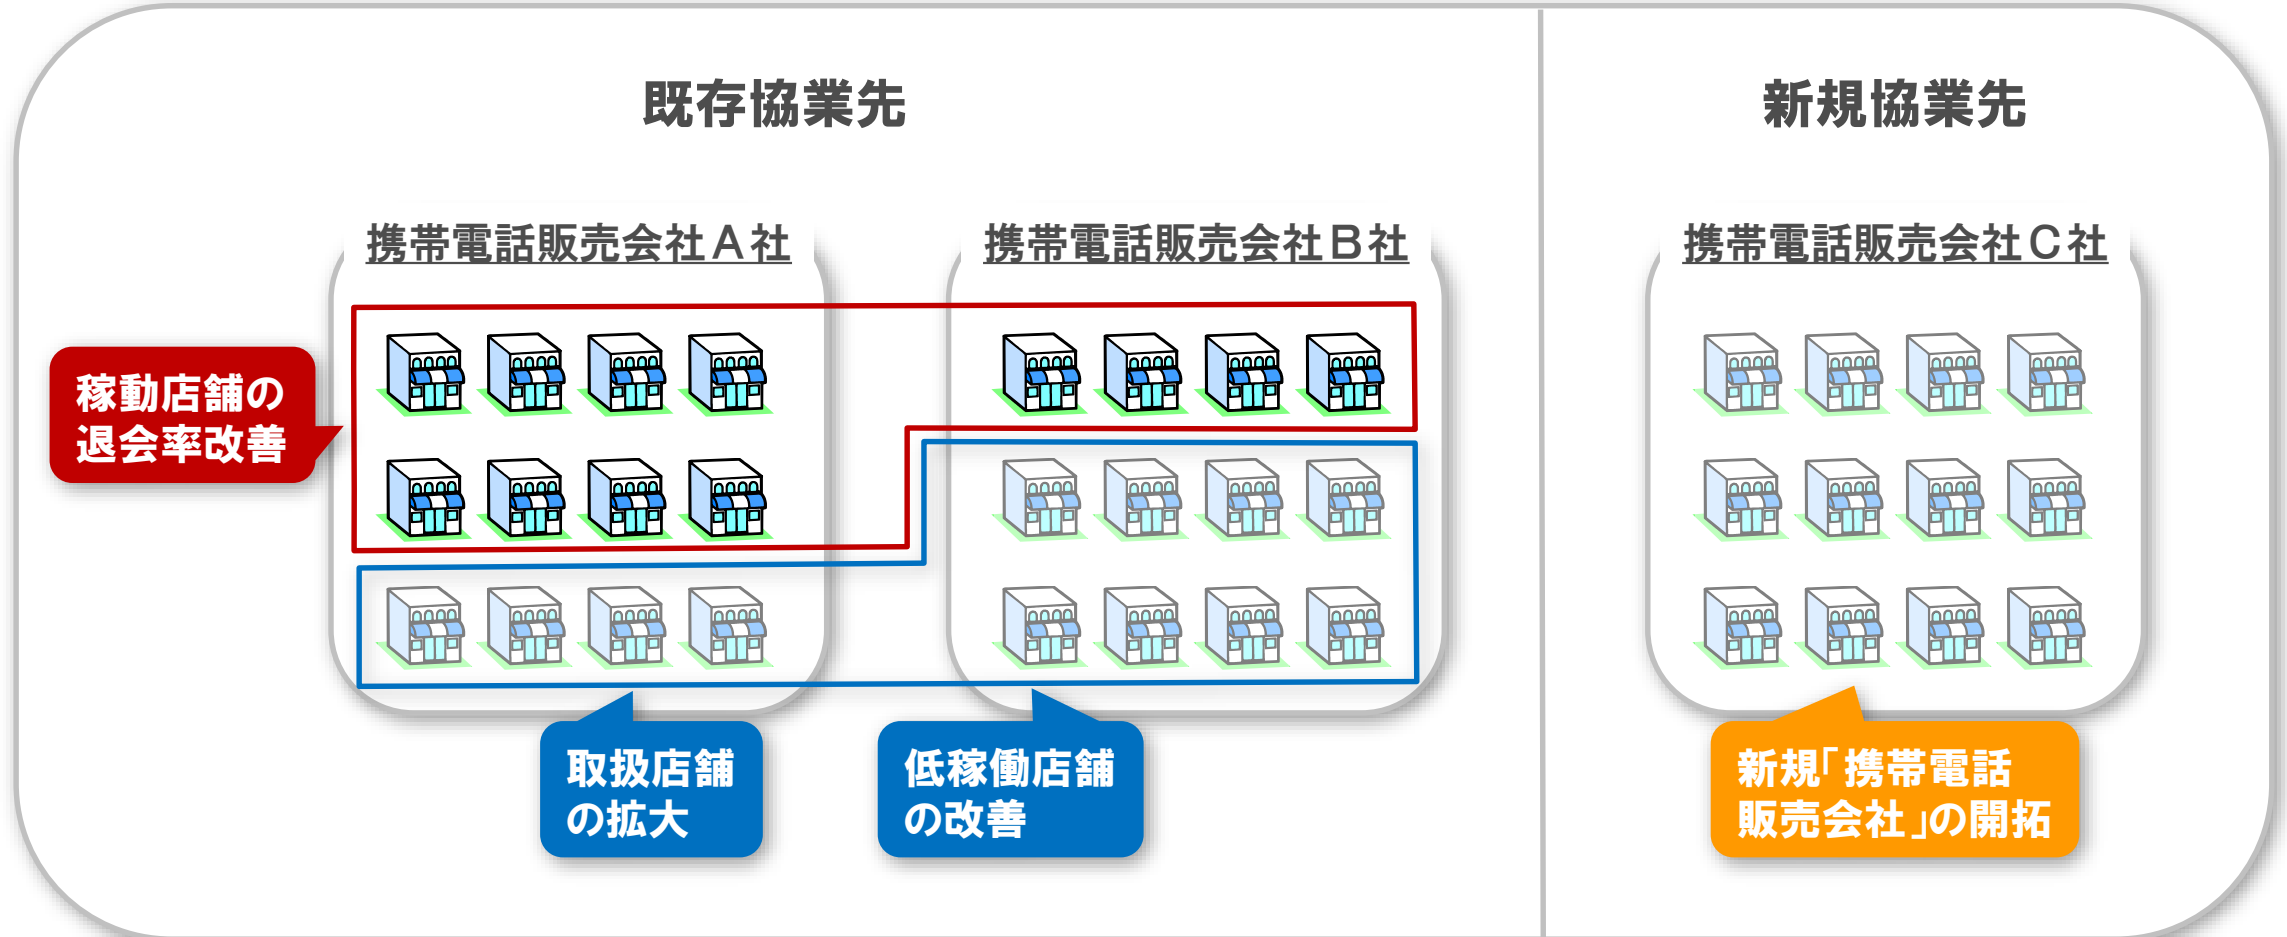 既存協業先
新規協業先
携帯電話販売会社A社
携帯電話販売会社B社
携帯電話販売会社C社
稼動店舗の
退会率改善
取扱店舗
の拡大
低稼働店舗
の改善
新規「携帯電話
販売会社」の開拓